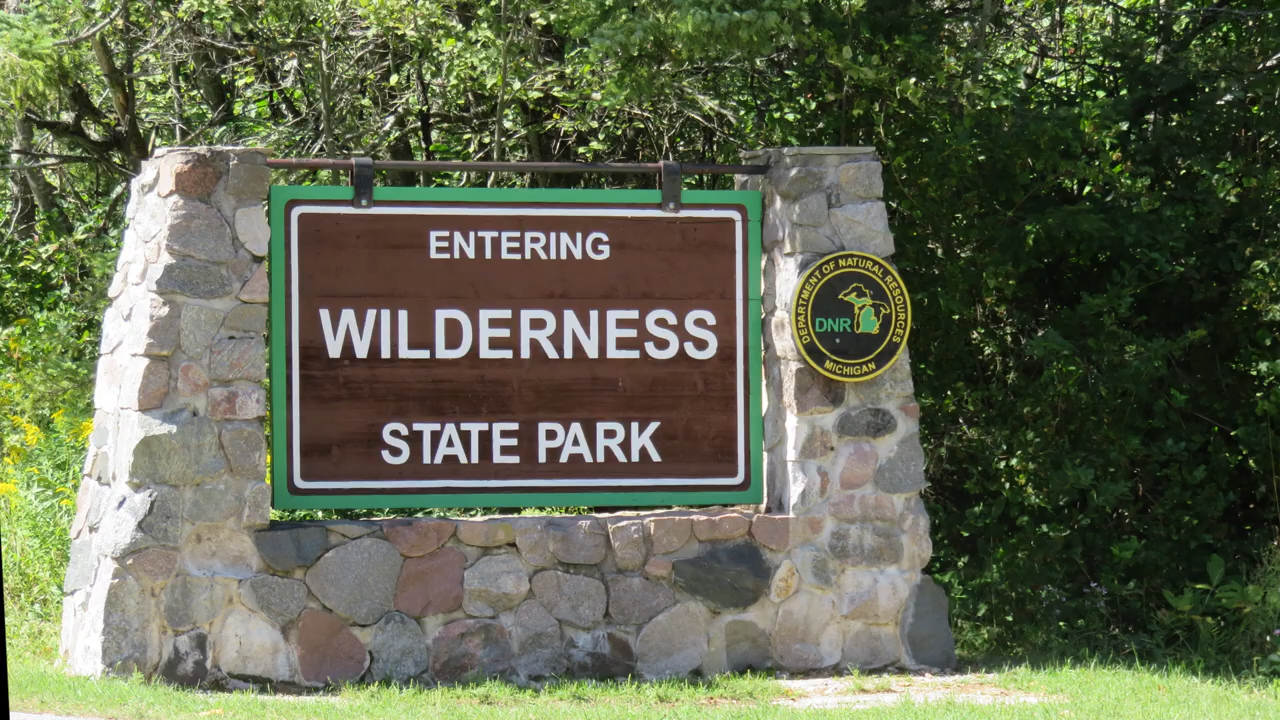 ENTERING
WILDERNESS
STATE PARK
DEPARTMENT OF NATURAL RESOURCES
DNR
MICHIGAN